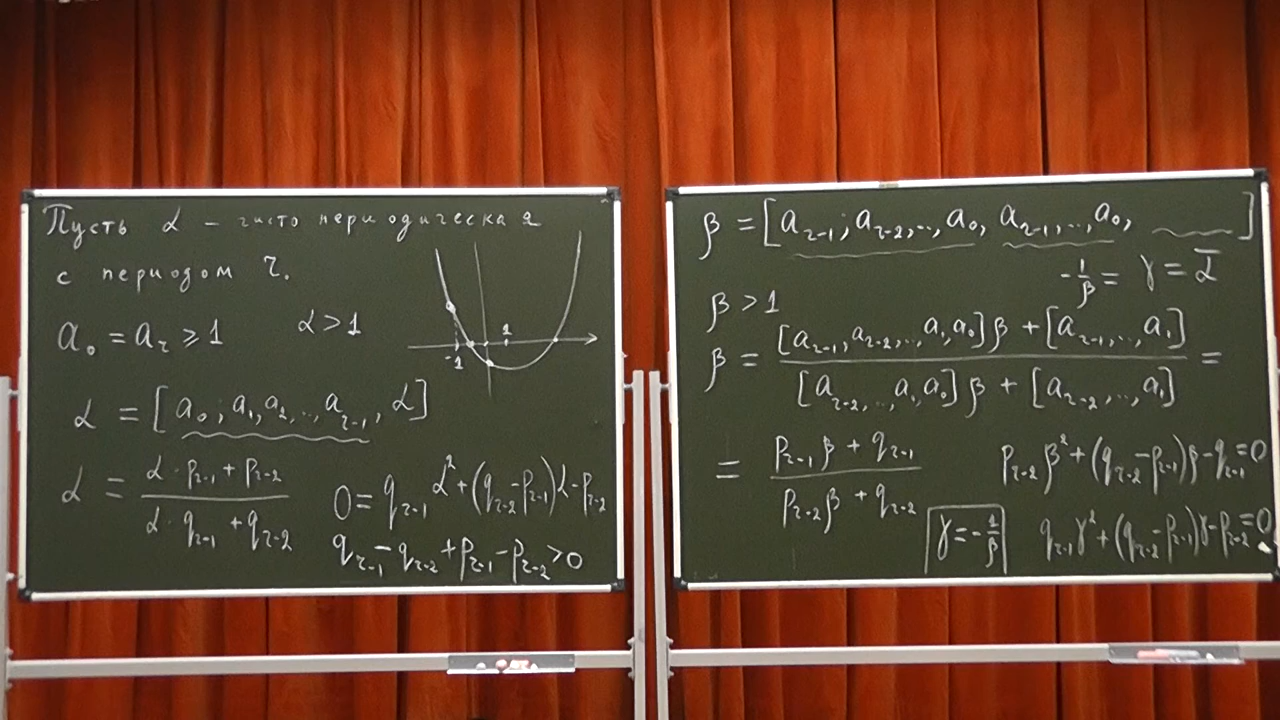 Пусть α – чисто периодическая
с периодом τ.
a₀ = a_τ ⩾ 1 α > 1
-1 1
α = [a₀; a₁, a₂, ..., a_{τ-1}, α]
α = (α · p_{τ-1} + p_{τ-2}) / (α · q_{τ-1} + q_{τ-2})
0 = q_{τ-1} α² + (q_{τ-2} - p_{τ-1}) α - p_{τ-2}
q_{τ-1} - q_{τ-2} + p_{τ-1} - p_{τ-2} > 0
β = [a_{τ-1}; a_{τ-2}, ..., a₀, a_{τ-1}, ..., a₀, ]
-1/β = γ = ᾱ
β > 1
β = ([a_{τ-1}, a_{τ-2}, ..., a₁, a₀] β + [a_{τ-1}, ..., a₁]) / ([a_{τ-2}, ..., a₁, a₀] β + [a_{τ-2}, ..., a₁]) =
= (p_{τ-1} β + q_{τ-1}) / (p_{τ-2} β + q_{τ-2})
p_{τ-2} β² + (q_{τ-2} - p_{τ-1}) β - q_{τ-1} = 0
γ = -1/β
q_{τ-1} γ² + (q_{τ-2} - p_{τ-1}) γ - p_{τ-2} = 0